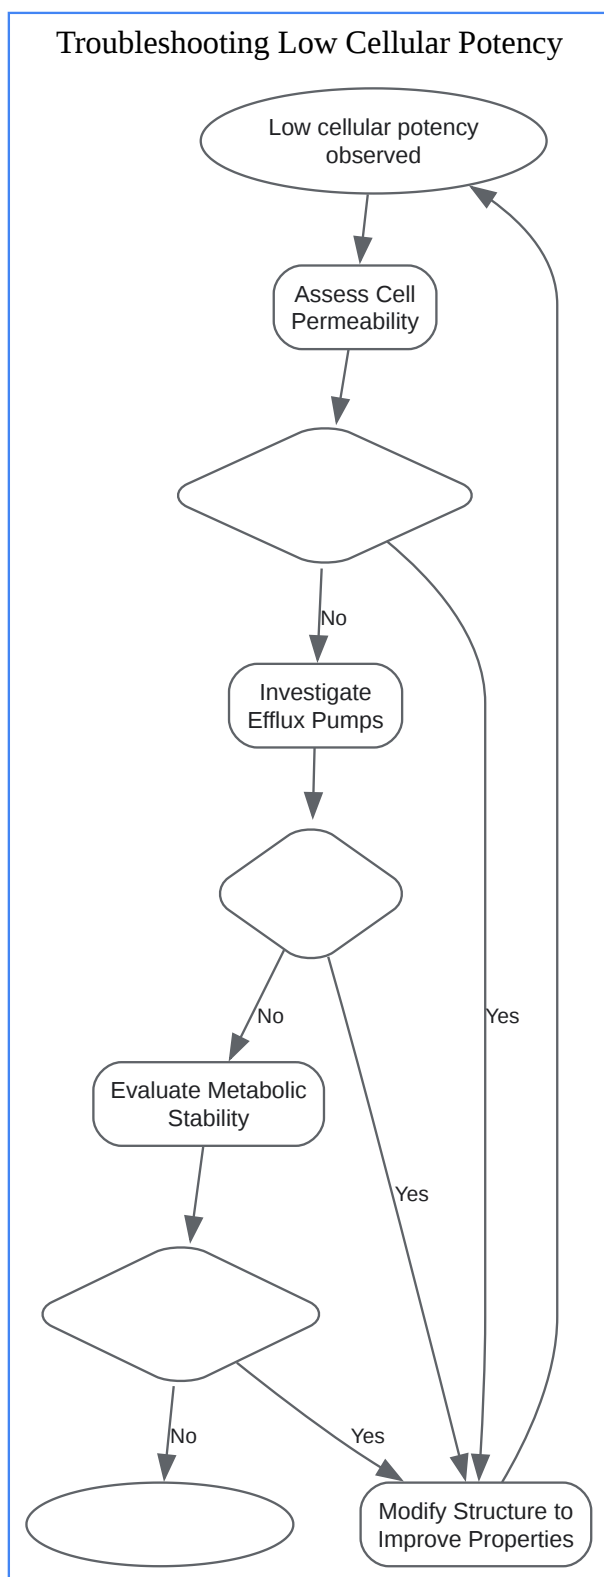 Troubleshooting Low Cellular Potency
Low cellular potency
observed
Assess Cell
Permeability
No
Investigate
Efflux Pumps
No
Yes
Evaluate Metabolic
Stability
Yes
No
Yes
Modify Structure to
Improve Properties